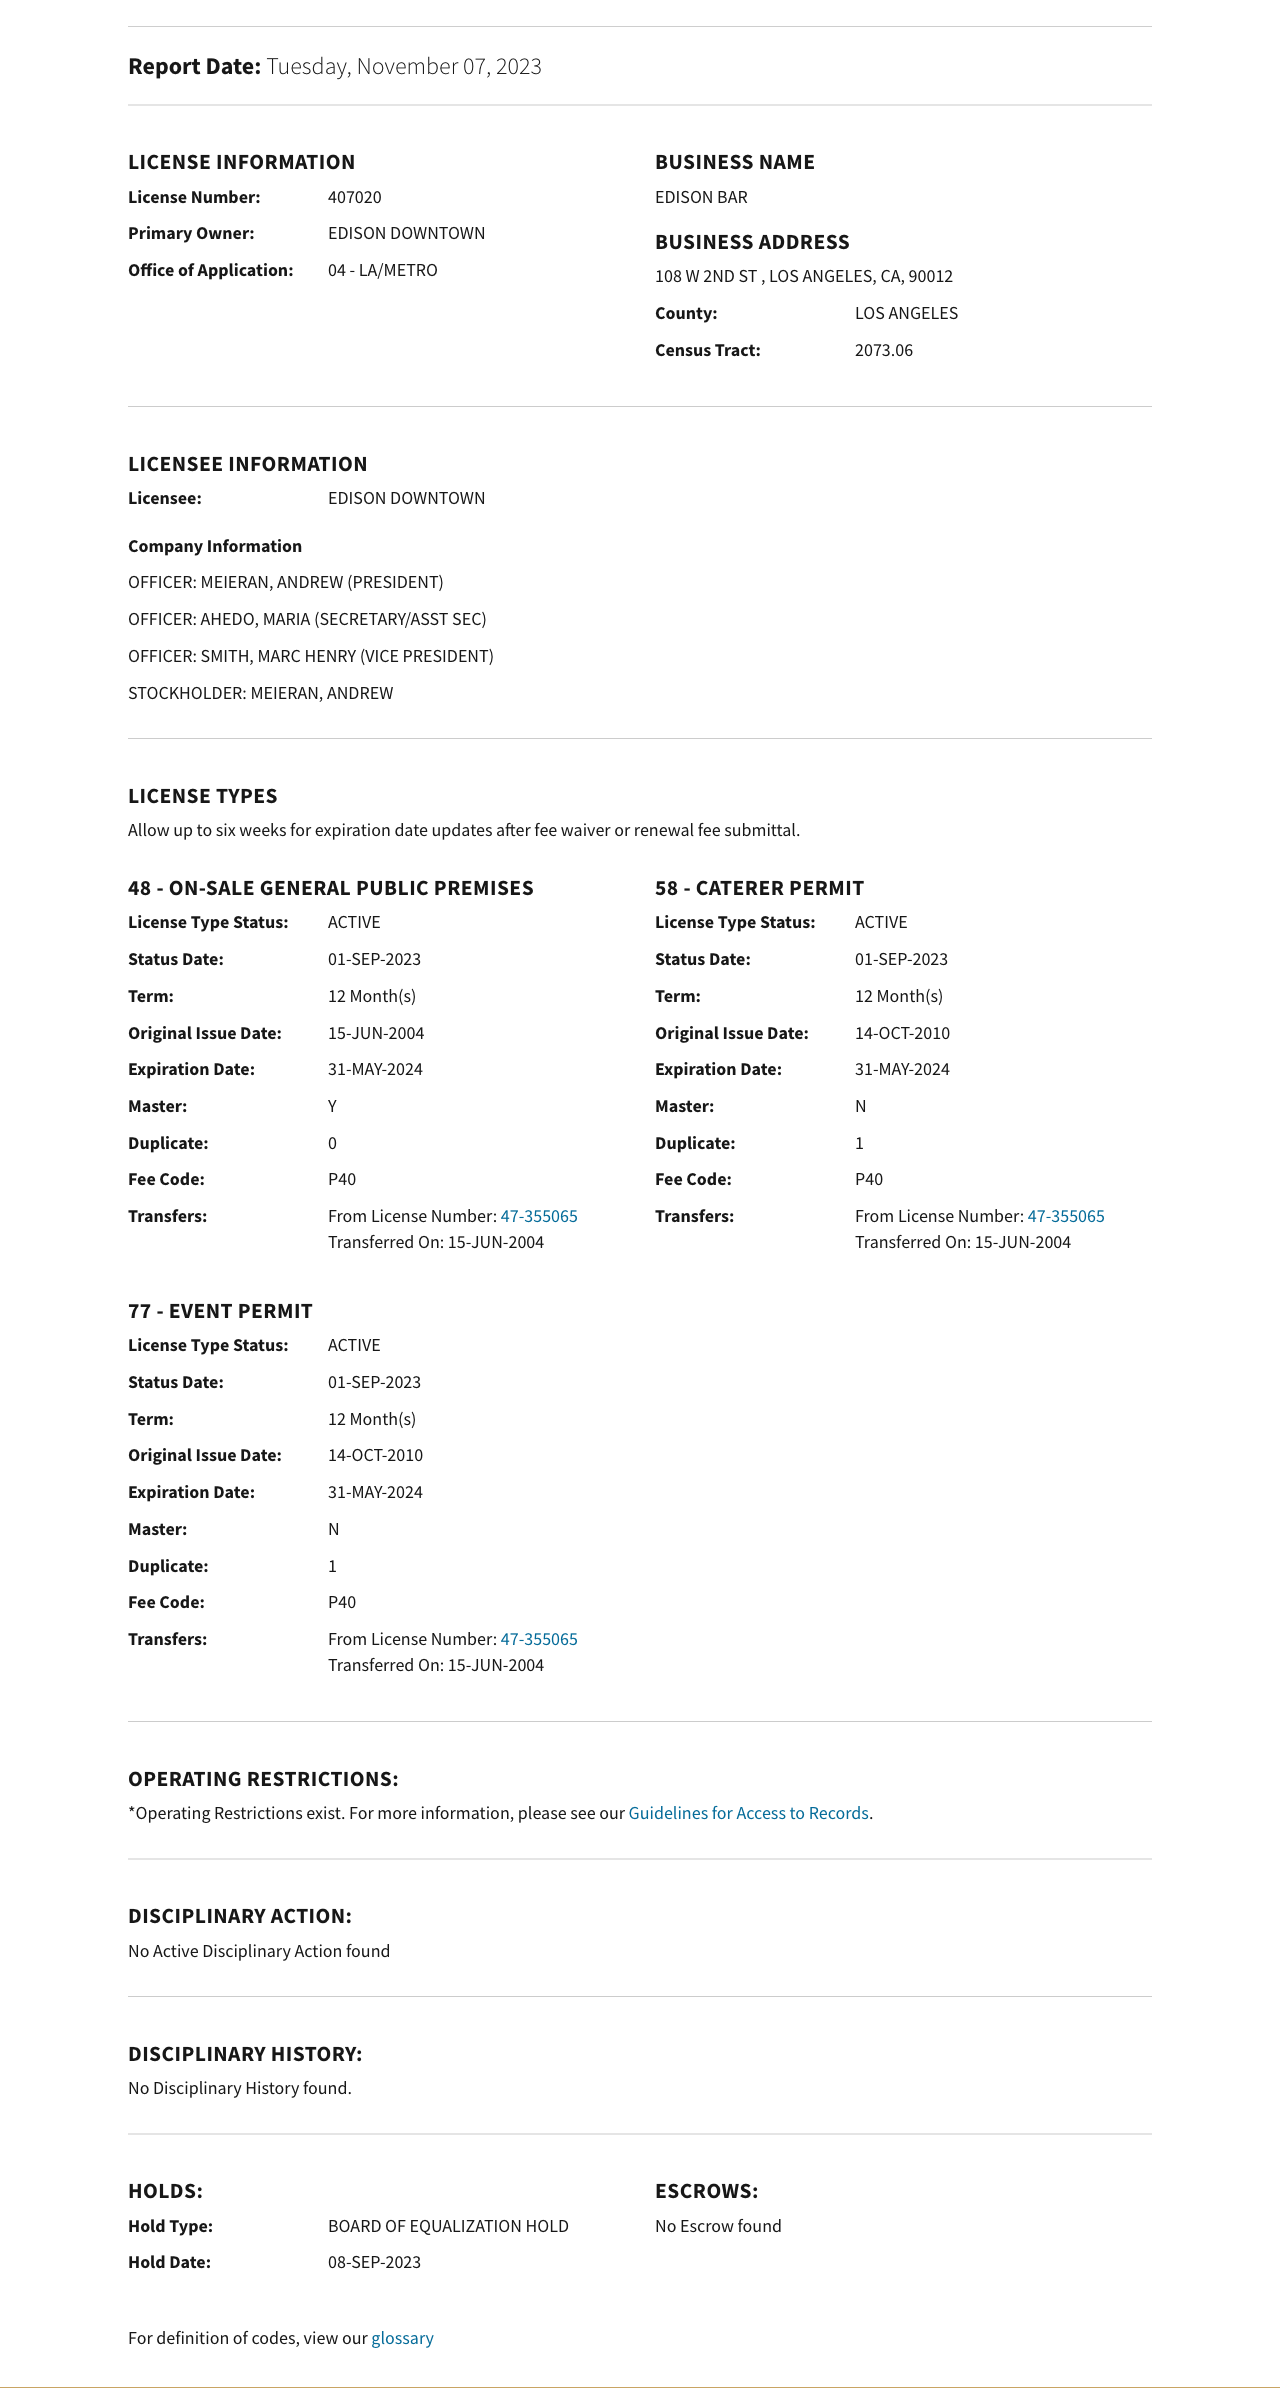 Report Date: Tuesday, November 07, 2023
LICENSE INFORMATION
License Number: 407020
Primary Owner: EDISON DOWNTOWN
Office of Application: 04 - LA/METRO
BUSINESS NAME
EDISON BAR
BUSINESS ADDRESS
108 W 2ND ST , LOS ANGELES, CA, 90012
County: LOS ANGELES
Census Tract: 2073.06
LICENSEE INFORMATION
Licensee: EDISON DOWNTOWN
Company Information
OFFICER: MEIERAN, ANDREW (PRESIDENT)
OFFICER: AHEDO, MARIA (SECRETARY/ASST SEC)
OFFICER: SMITH, MARC HENRY (VICE PRESIDENT)
STOCKHOLDER: MEIERAN, ANDREW
LICENSE TYPES
Allow up to six weeks for expiration date updates after fee waiver or renewal fee submittal.
48 - ON-SALE GENERAL PUBLIC PREMISES
License Type Status: ACTIVE
Status Date: 01-SEP-2023
Term: 12 Month(s)
Original Issue Date: 15-JUN-2004
Expiration Date: 31-MAY-2024
Master: Y
Duplicate: 0
Fee Code: P40
Transfers: From License Number: 47-355065
Transferred On: 15-JUN-2004
58 - CATERER PERMIT
License Type Status: ACTIVE
Status Date: 01-SEP-2023
Term: 12 Month(s)
Original Issue Date: 14-OCT-2010
Expiration Date: 31-MAY-2024
Master: N
Duplicate: 1
Fee Code: P40
Transfers: From License Number: 47-355065
Transferred On: 15-JUN-2004
77 - EVENT PERMIT
License Type Status: ACTIVE
Status Date: 01-SEP-2023
Term: 12 Month(s)
Original Issue Date: 14-OCT-2010
Expiration Date: 31-MAY-2024
Master: N
Duplicate: 1
Fee Code: P40
Transfers: From License Number: 47-355065
Transferred On: 15-JUN-2004
OPERATING RESTRICTIONS:
*Operating Restrictions exist. For more information, please see our Guidelines for Access to Records.
DISCIPLINARY ACTION:
No Active Disciplinary Action found
DISCIPLINARY HISTORY:
No Disciplinary History found.
HOLDS:
Hold Type: BOARD OF EQUALIZATION HOLD
Hold Date: 08-SEP-2023
ESCROWS:
No Escrow found
For definition of codes, view our glossary